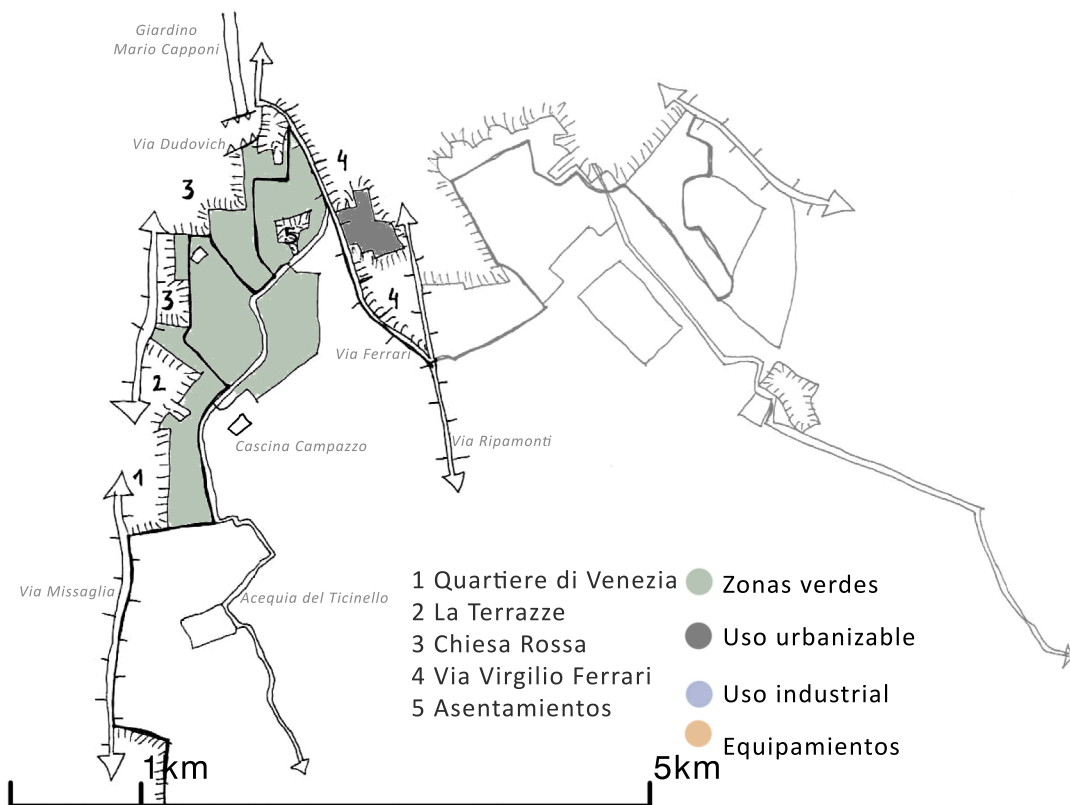 Giardino
Mario Capponi
Via Dudovich
4
3
5
3
4
Via Ferrari
2
Cascina Campazzo
Via Ripamonti
1
Via Missaglia
Acequia del Ticinello
1 Quartiere di Venezia
2 La Terrazze
3 Chiesa Rossa
4 Via Virgilio Ferrari
5 Asentamientos
Zonas verdes
Uso urbanizable
Uso industrial
Equipamientos
1km
5km